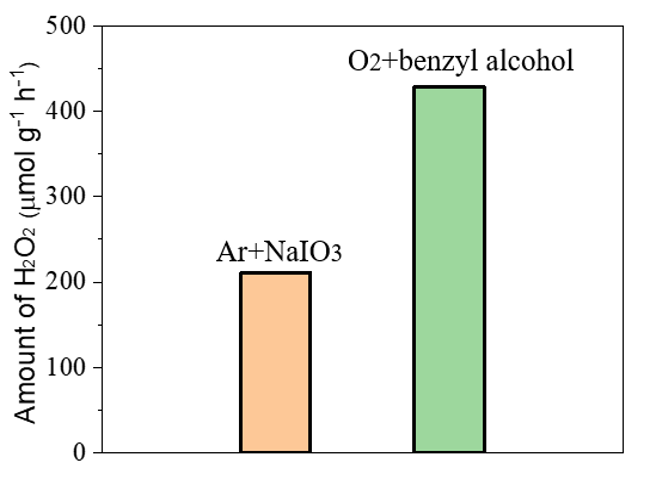 500
400
300
200
100
0
Amount of H₂O₂ (μmol g⁻¹ h⁻¹)
O2+benzyl alcohol
Ar+NaIO3